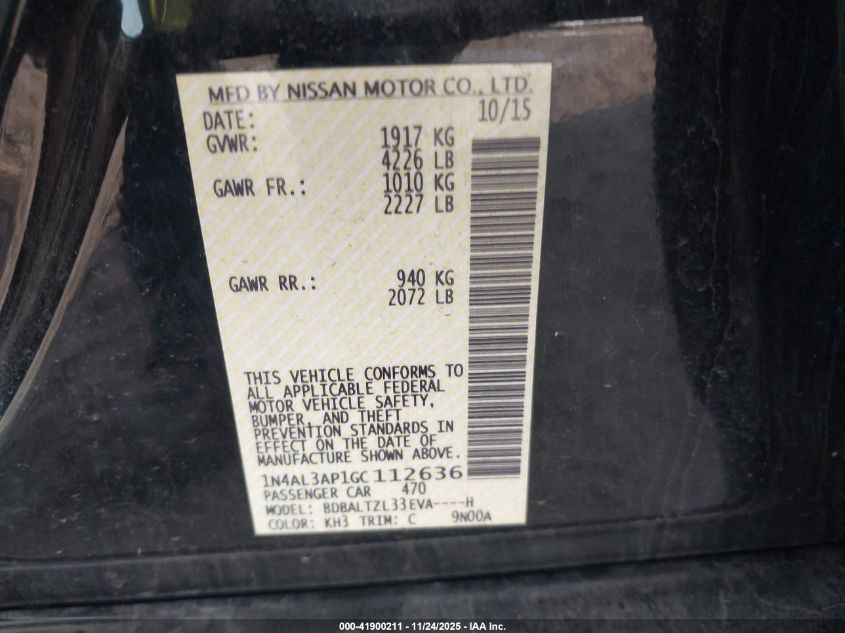 MFD BY NISSAN MOTOR CO., LTD.
DATE: 10/15
GVWR: 1917 KG
4226 LB
GAWR FR.: 1010 KG
2227 LB
GAWR RR.: 940 KG
2072 LB
THIS VEHICLE CONFORMS TO
ALL APPLICABLE FEDERAL
MOTOR VEHICLE SAFETY,
BUMPER, AND THEFT
PREVENTION STANDARDS IN
EFFECT ON THE DATE OF
MANUFACTURE SHOWN ABOVE.
1N4AL3AP1GC112636
PASSENGER CAR 470
MODEL: BDBALTZL33EVA----H
COLOR: KH3 TRIM: C 9N00A
000-41900211 - 11/24/2025 - IAA Inc.